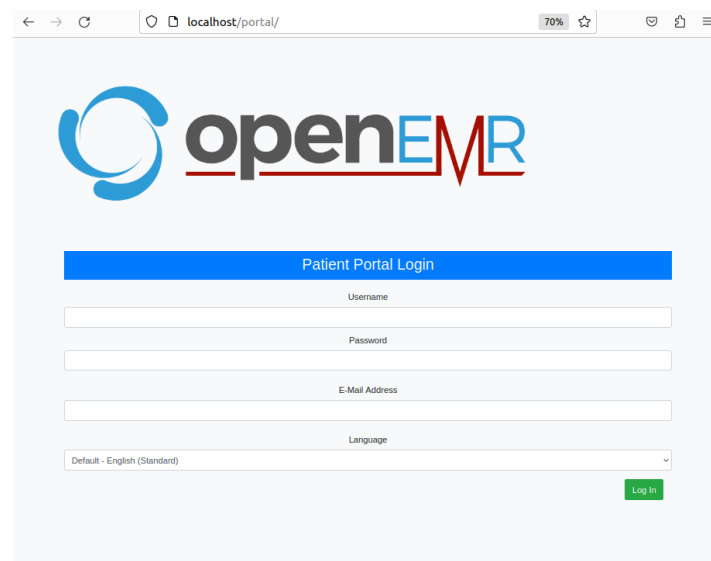 localhost/portal/
70%
openEMR
Patient Portal Login
Username
Password
E-Mail Address
Language
Default - English (Standard)
Log In